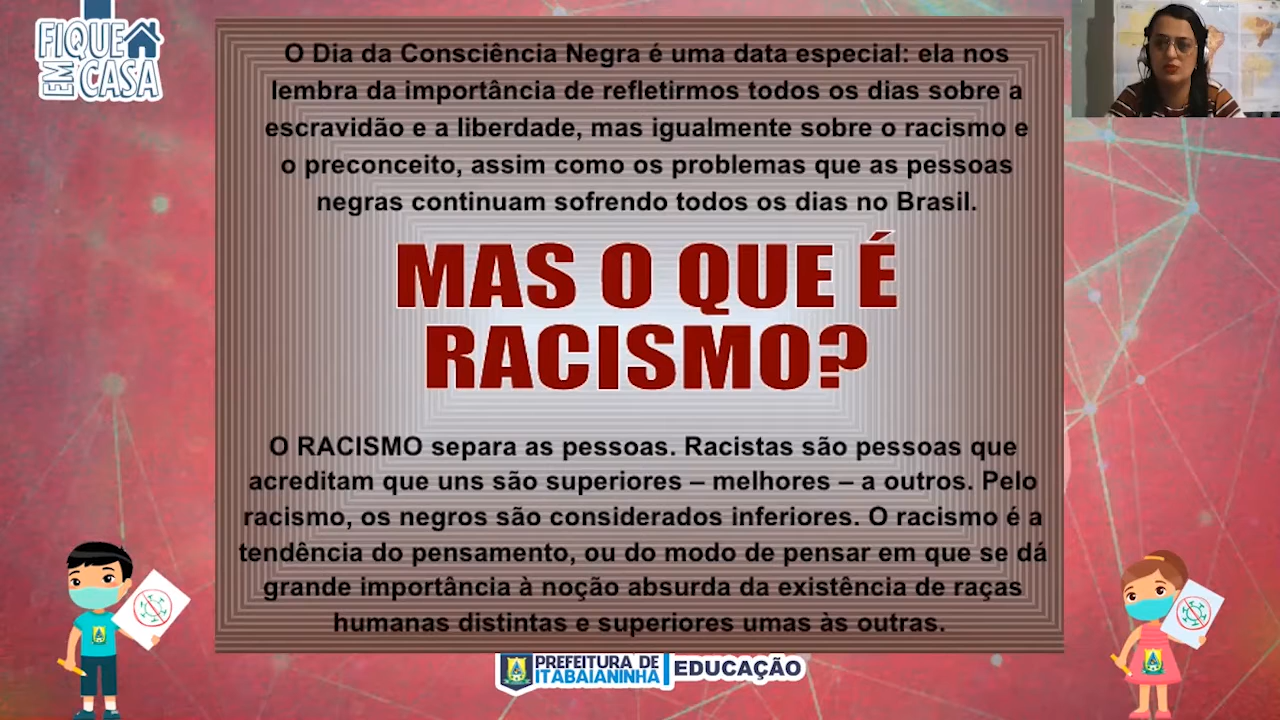 FIQUE
EM CASA
O Dia da Consciência Negra é uma data especial: ela nos
lembra da importância de refletirmos todos os dias sobre a
escravidão e a liberdade, mas igualmente sobre o racismo e
o preconceito, assim como os problemas que as pessoas
negras continuam sofrendo todos os dias no Brasil.
MAS O QUE É
RACISMO?
O RACISMO separa as pessoas. Racistas são pessoas que
acreditam que uns são superiores – melhores – a outros. Pelo
racismo, os negros são considerados inferiores. O racismo é a
tendência do pensamento, ou do modo de pensar em que se dá
grande importância à noção absurda da existência de raças
humanas distintas e superiores umas às outras.
PREFEITURA DE
ITABAIANINHA
EDUCAÇÃO